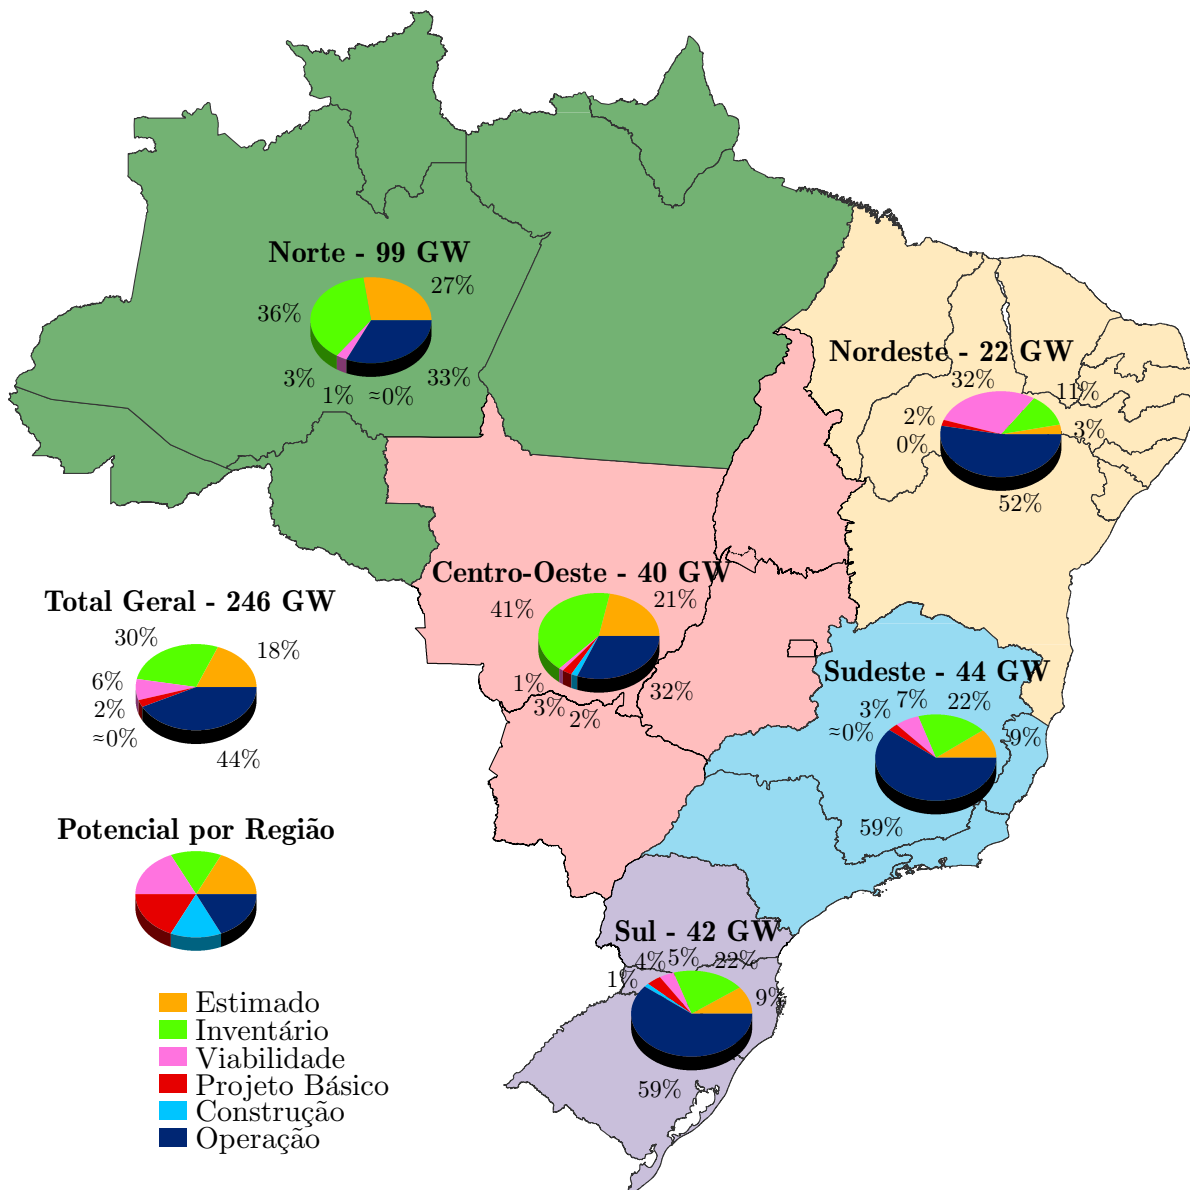 Norte - 99 GW
27%
36%
3%
1%
≈0%
33%
Nordeste - 22 GW
32%
11%
2%
3%
0%
52%
Centro-Oeste - 40 GW
41%
21%
1%
3%
2%
32%
Total Geral - 246 GW
30%
18%
6%
2%
≈0%
44%
Sudeste - 44 GW
7%
22%
3%
≈0%
9%
59%
Potencial por Região
Sul - 42 GW
4%
5%
22%
1%
9%
59%
Estimado
Inventário
Viabilidade
Projeto Básico
Construção
Operação